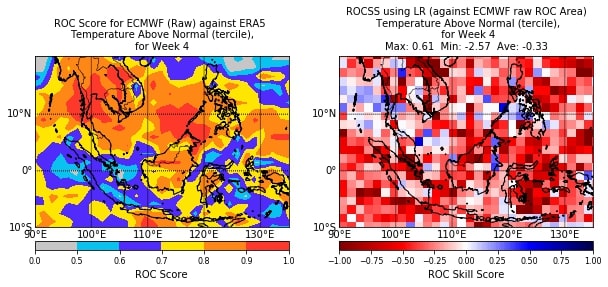 ROC Score for ECMWF (Raw) against ERA5
Temperature Above Normal (tercile),
for Week 4
10°N
0°
10°S
90°E 100°E 110°E 120°E 130°E
0.0 0.5 0.6 0.7 0.8 0.9 1.0
ROC Score
ROCSS using LR (against ECMWF raw ROC Area)
Temperature Above Normal (tercile),
for Week 4
Max: 0.61 Min: -2.57 Ave: -0.33
10°N
0°
10°S
90°E 100°E 110°E 120°E 130°E
−1.00 −0.75 −0.50 −0.25 0.00 0.25 0.50 0.75 1.00
ROC Skill Score